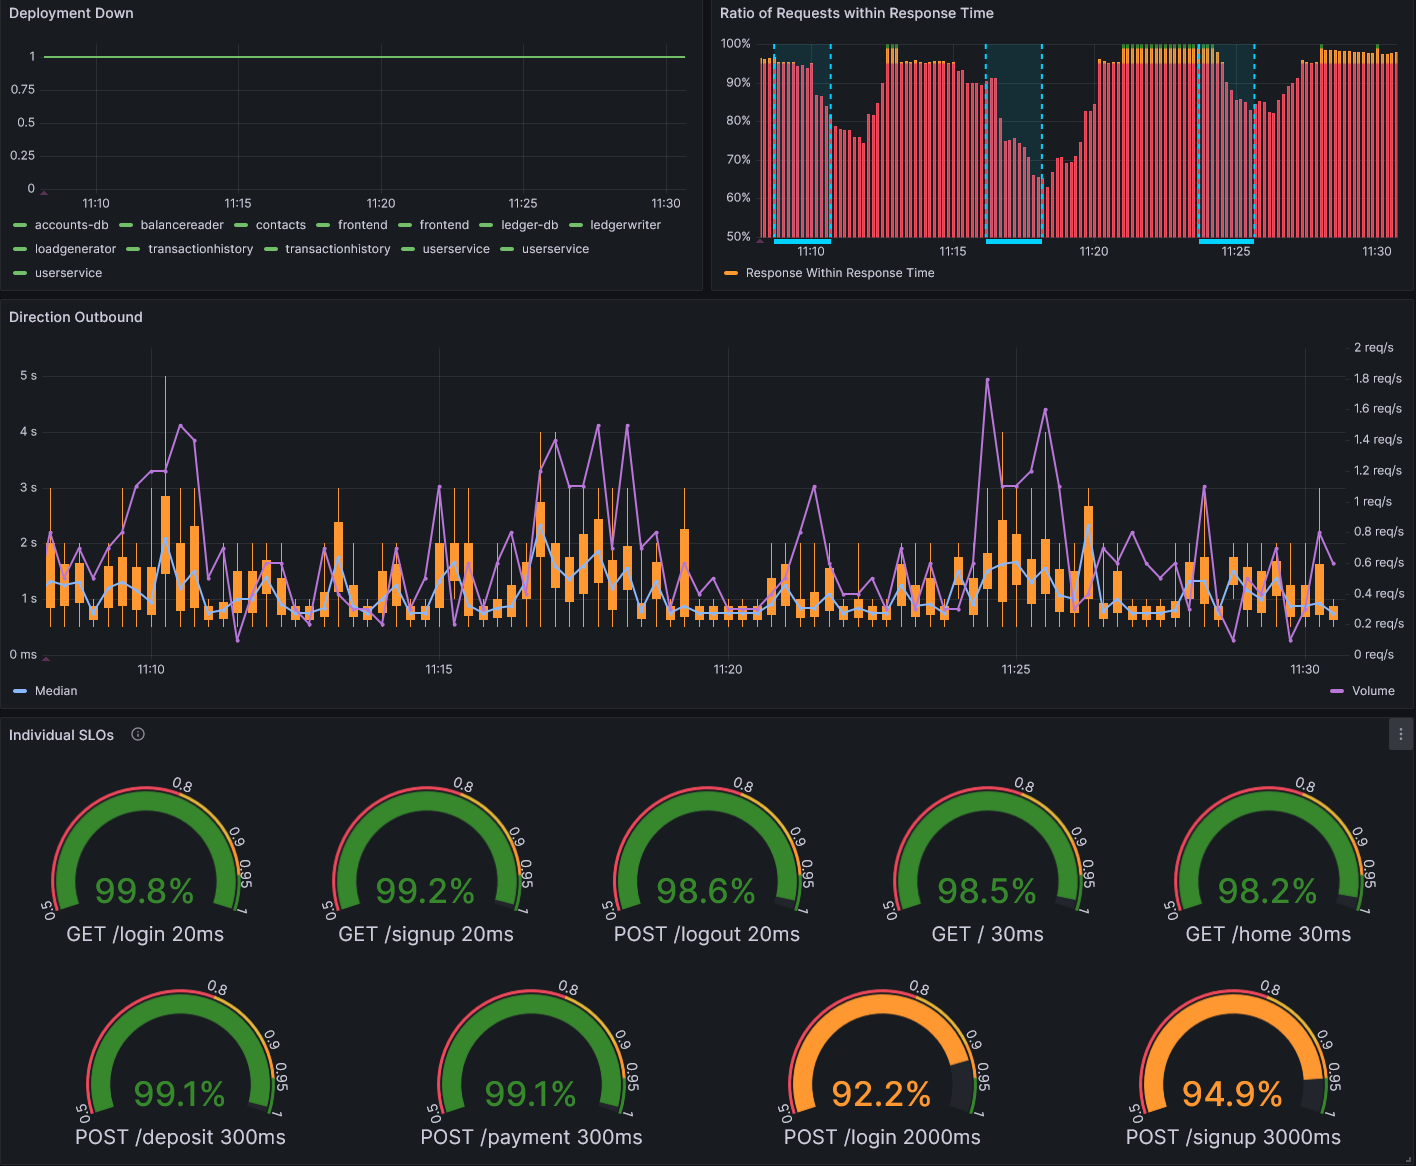 Deployment Down
1
0.75
0.5
0.25
0
11:10 11:15 11:20 11:25 11:30
accounts-db balancereader contacts frontend frontend ledger-db ledgerwriter
loadgenerator transactionhistory transactionhistory userservice userservice
userservice
Ratio of Requests within Response Time
100%
90%
80%
70%
60%
50%
11:10 11:15 11:20 11:25 11:30
Response Within Response Time
Direction Outbound
5 s
4 s
3 s
2 s
1 s
0 ms
2 req/s
1.8 req/s
1.6 req/s
1.4 req/s
1.2 req/s
1 req/s
0.8 req/s
0.6 req/s
0.4 req/s
0.2 req/s
0 req/s
11:10 11:15 11:20 11:25 11:30
Median
Volume
Individual SLOs
0.5 0.8 0.9 0.95 1
99.8%
GET /login 20ms
0.5 0.8 0.9 0.95 1
99.2%
GET /signup 20ms
0.5 0.8 0.9 0.95 1
98.6%
POST /logout 20ms
0.5 0.8 0.9 0.95 1
98.5%
GET / 30ms
0.5 0.8 0.9 0.95 1
98.2%
GET /home 30ms
0.5 0.8 0.9 0.95 1
99.1%
POST /deposit 300ms
0.5 0.8 0.9 0.95 1
99.1%
POST /payment 300ms
0.5 0.8 0.9 0.95 1
92.2%
POST /login 2000ms
0.5 0.8 0.9 0.95 1
94.9%
POST /signup 3000ms